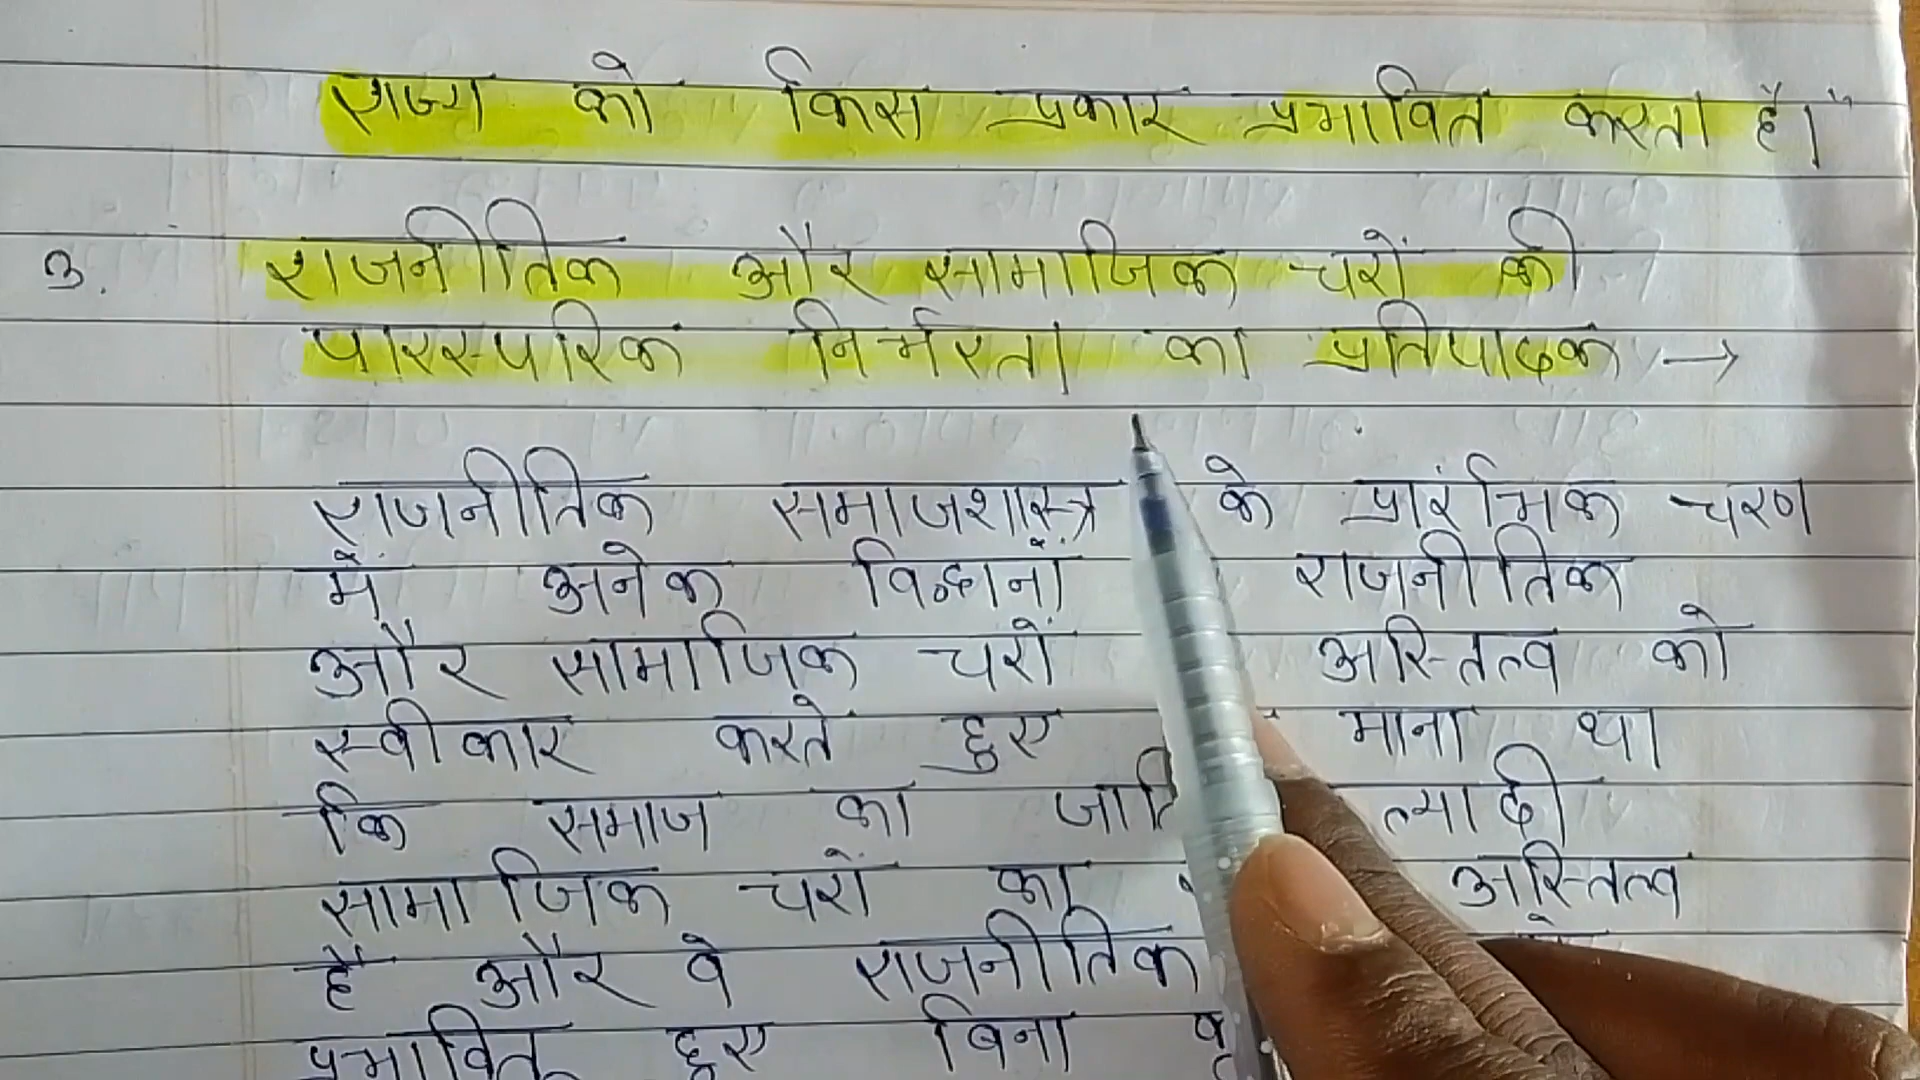 राज्य को किस प्रकार प्रभावित करता है।"
3. राजनीतिक और सामाजिक चरों की
पारस्परिक निर्भरता का प्रतिपादक →
राजनीतिक समाजशास्त्र के प्रारंभिक चरण
में अनेक विद्वानों राजनीतिक
और सामाजिक चरों अस्तित्व को
स्वीकार करते हुए माना था
कि समाज का
सामाजिक चरों का अस्तित्व
है और वे राजनीतिक
प्रभावित हुए बिना